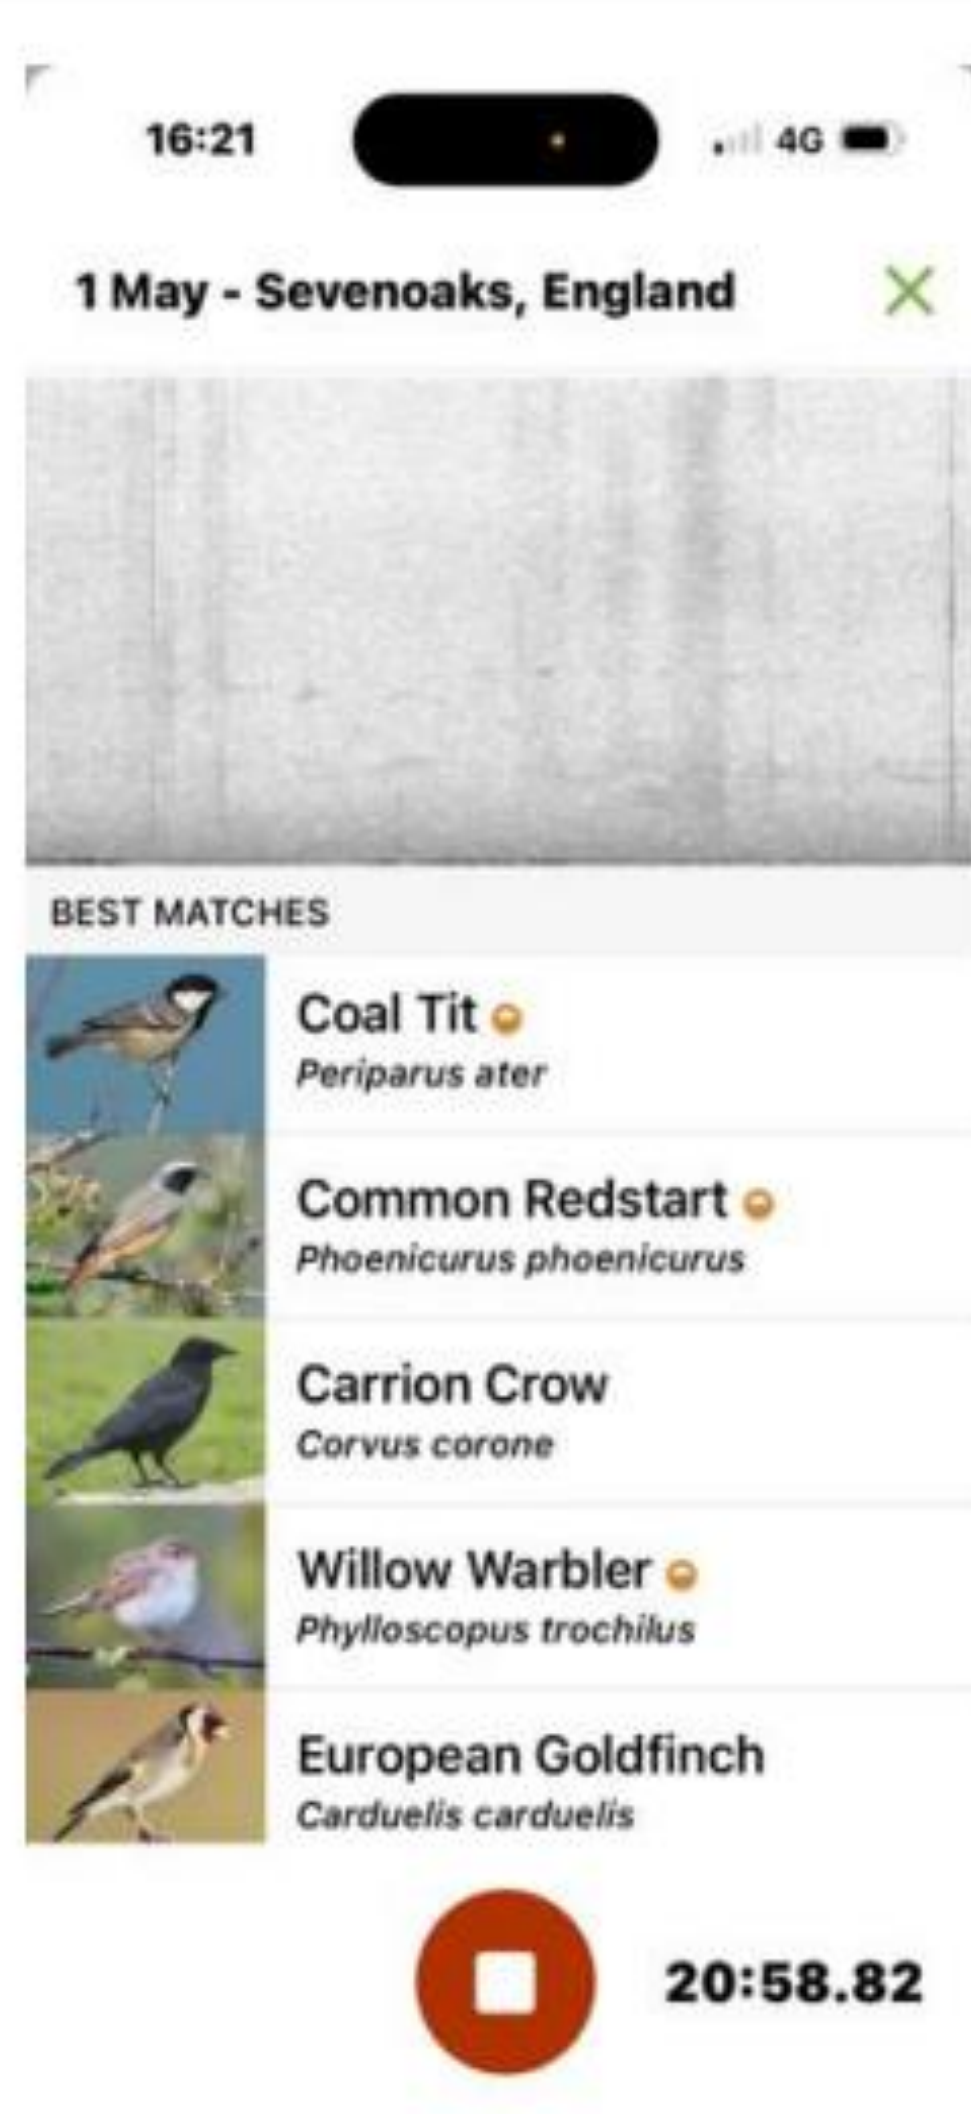 16:21
4G
1 May - Sevenoaks, England
BEST MATCHES
Coal Tit
Periparus ater
Common Redstart
Phoenicurus phoenicurus
Carrion Crow
Corvus corone
Willow Warbler
Phylloscopus trochilus
European Goldfinch
Carduelis carduelis
20:58.82